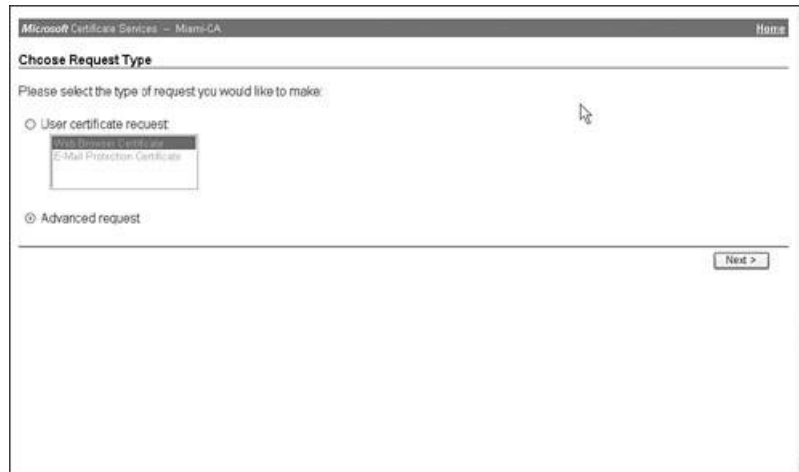 Microsoft Certificate Services -- Miami-CA Home
Choose Request Type
Please select the type of request you would like to make:
User certificate request:
Web Browser Certificate
E-Mail Protection Certificate
Advanced request
Next >